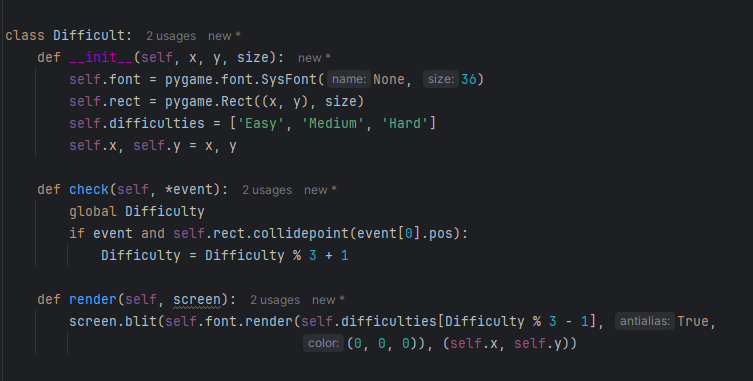 class Difficult: 2 usages new *
    def __init__(self, x, y, size): new *
        self.font = pygame.font.SysFont( name: None, size: 36)
        self.rect = pygame.Rect((x, y), size)
        self.difficulties = ['Easy', 'Medium', 'Hard']
        self.x, self.y = x, y
    def check(self, *event): 2 usages new *
        global Difficulty
        if event and self.rect.collidepoint(event[0].pos):
            Difficulty = Difficulty % 3 + 1
    def render(self, screen): 2 usages new *
        screen.blit(self.font.render(self.difficulties[Difficulty % 3 - 1], antialias: True,
                                     color: (0, 0, 0)), (self.x, self.y))